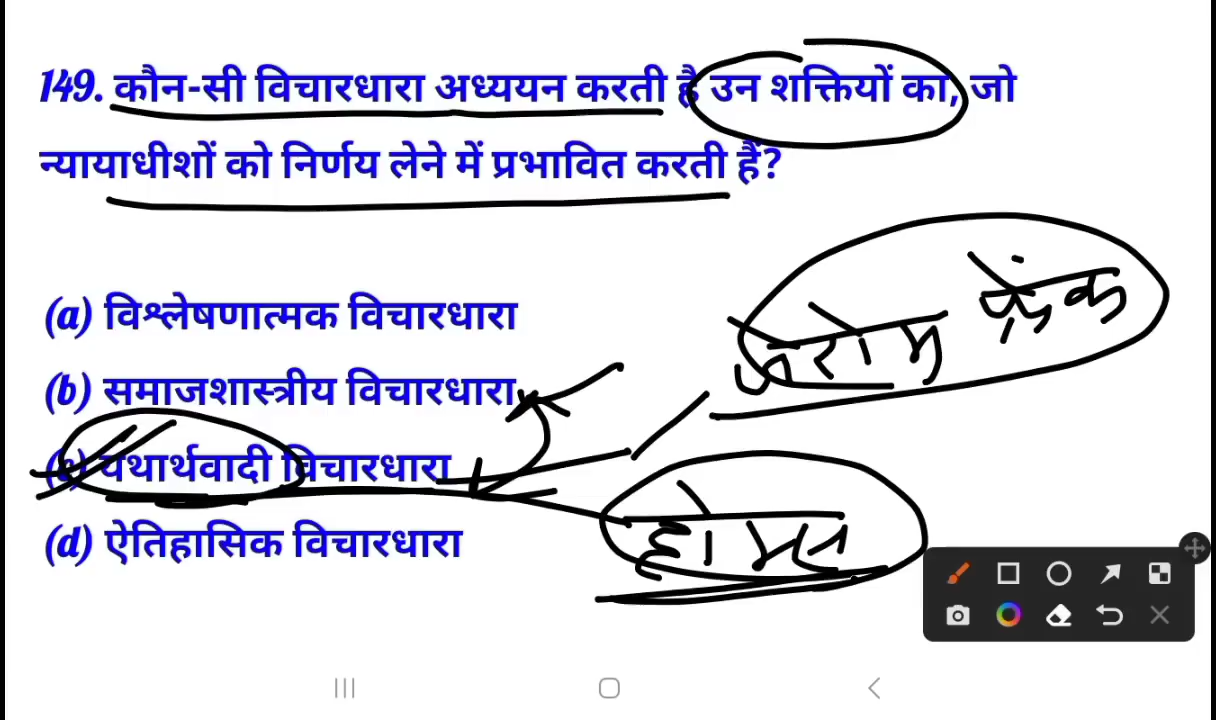 149. कौन-सी विचारधारा अध्ययन करती है उन शक्तियों का, जो
न्यायाधीशों को निर्णय लेने में प्रभावित करती हैं?
(a) विश्लेषणात्मक विचारधारा
जरोम फ्रेंक
(b) समाजशास्त्रीय विचारधारा
(c) यथार्थवादी विचारधारा
(d) ऐतिहासिक विचारधारा
होम्स